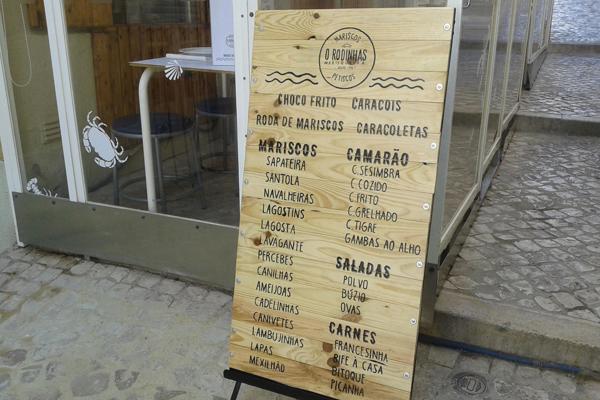 MARISCOS
O RODINHAS
PETISCOS
CHOCO FRITO CARACOIS
RODA DE MARISCOS CARACOLETAS
MARISCOS
SAPATEIRA
SANTOLA
NAVALHEIRAS
LAGOSTINS
LAGOSTA
LAVAGANTE
PERCEBES
CANILHAS
AMEIJOAS
CADELINHAS
CANIVETES
LAMBUJINHAS
LAPAS
MEXILHÃO
CAMARÃO
C.SESIMBRA
C.COZIDO
C.FRITO
C.GRELHADO
C.TIGRE
GAMBAS AO ALHO
SALADAS
POLVO
BÚZIO
OVAS
CARNES
FRANCESINHA
BIFE À CASA
BITOQUE
PICANHA